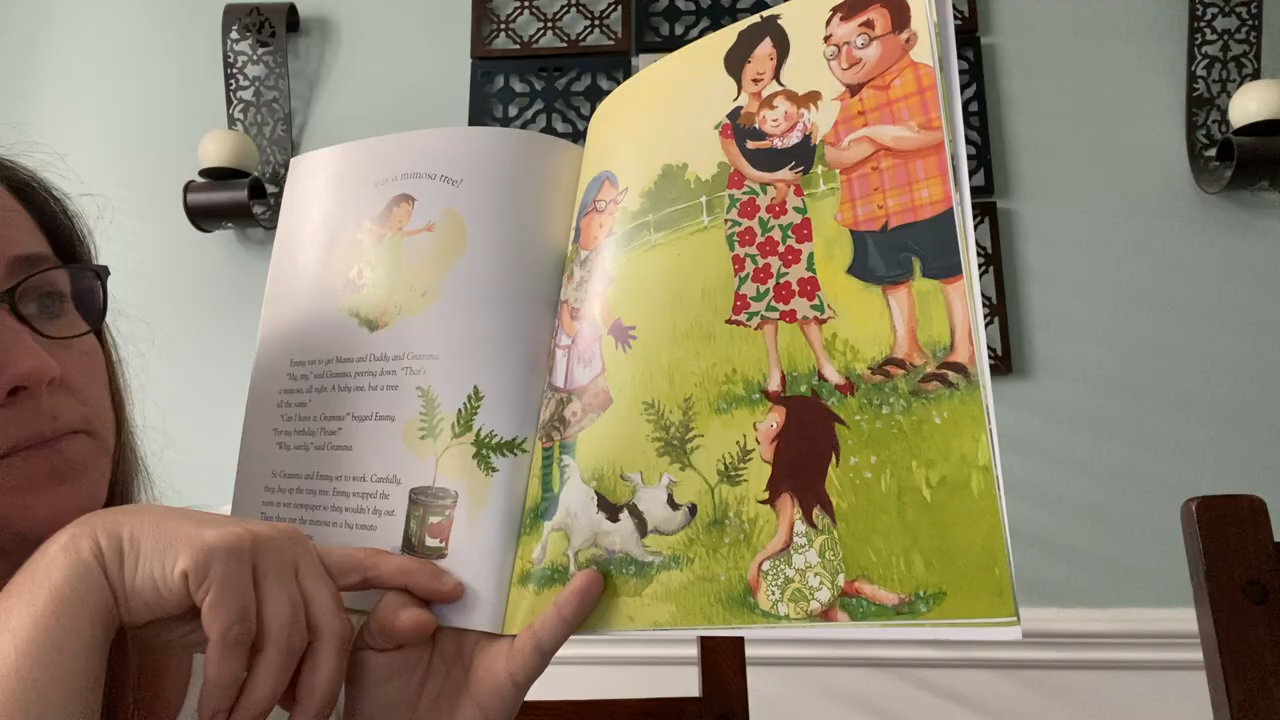 was a mimosa tree!
Emmy ran to get Mama and Daddy and Gramma.
"My, my," said Gramma, peering down. "That's
a mimosa, all right. A baby one, but a tree
all the same."
"Can I have it, Gramma?" begged Emmy.
"For my birthday? Please?"
"Why, surely," said Gramma.
So Gramma and Emmy set to work. Carefully,
they dug up the tiny tree. Emmy wrapped the
roots in wet newspaper so they wouldn't dry out.
Then they put the mimosa in a big tomato